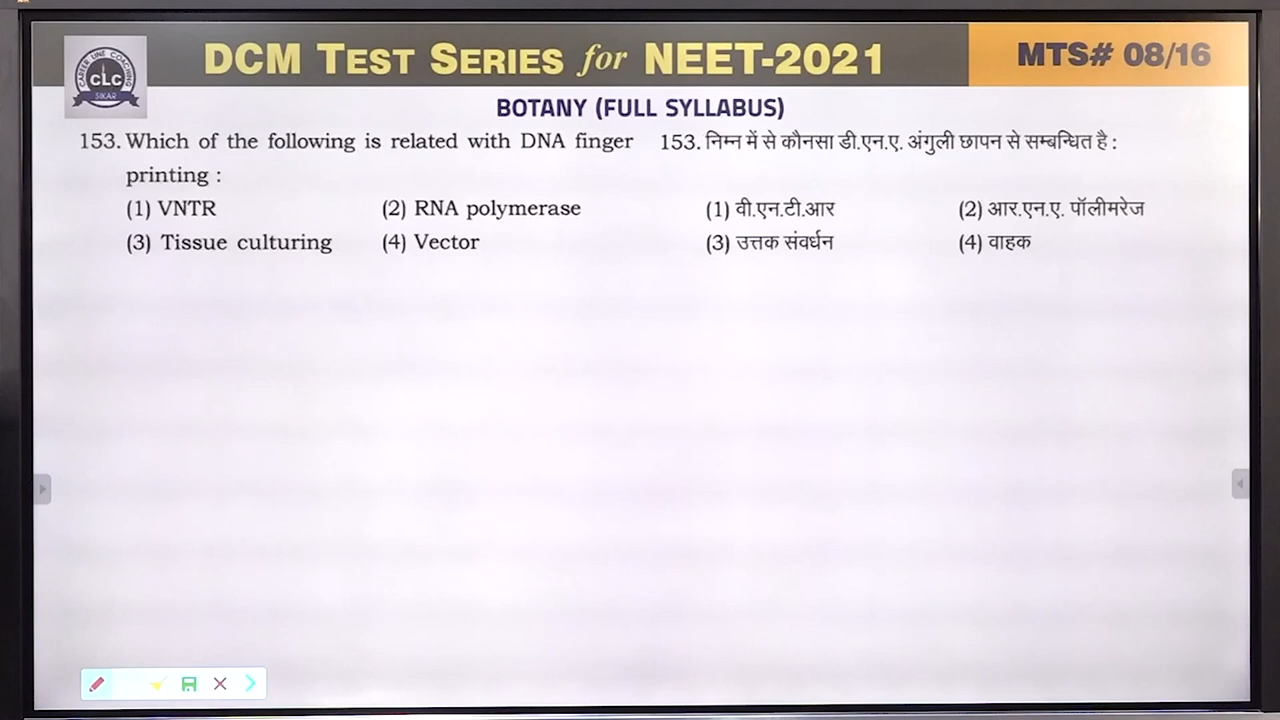 CAREER LINE COACHING
CLC
SIKAR
DCM TEST SERIES for NEET-2021
MTS# 08/16
BOTANY (FULL SYLLABUS)
153. Which of the following is related with DNA finger
printing :
(1) VNTR (2) RNA polymerase
(3) Tissue culturing (4) Vector
153. निम्न में से कौनसा डी.एन.ए. अंगुली छापन से सम्बन्धित है :
(1) वी.एन.टी.आर (2) आर.एन.ए. पॉलीमरेज
(3) उत्तक संवर्धन (4) वाहक